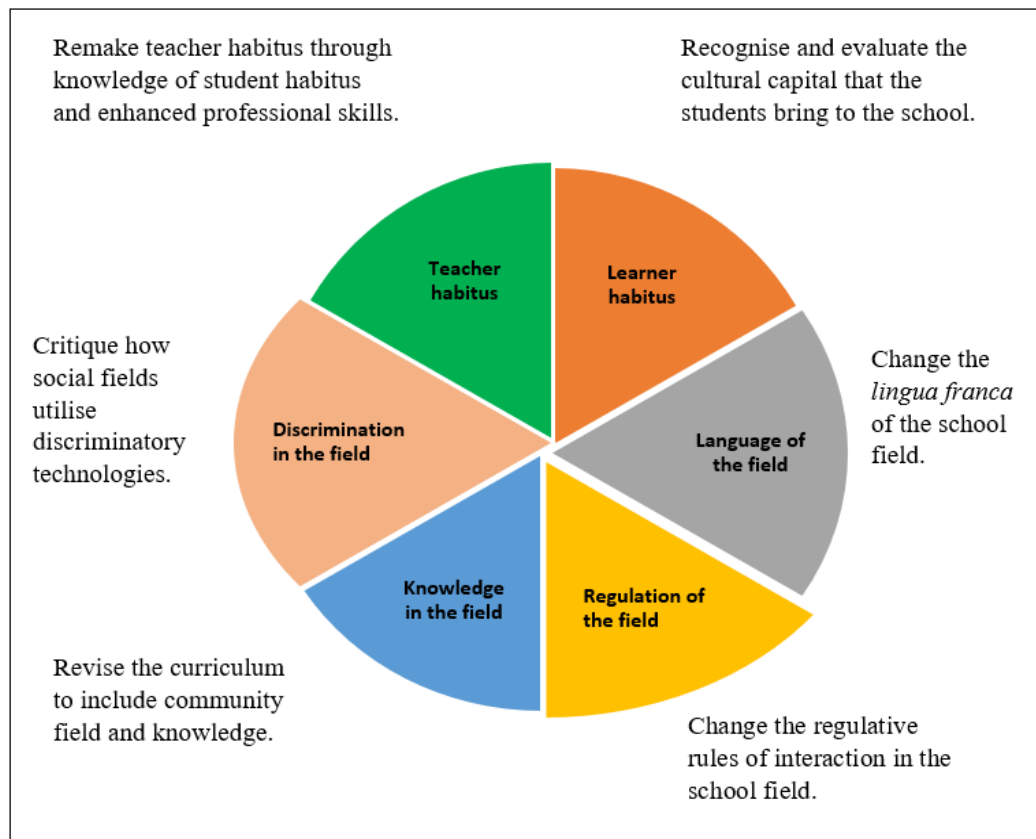 Remake teacher habitus through
knowledge of student habitus
and enhanced professional skills.
Recognise and evaluate the
cultural capital that the
students bring to the school.
Teacher
habitus
Learner
habitus
Critique how
social fields
utilise
discriminatory
technologies.
Discrimination
in the field
Language of
the field
Change the
lingua franca
of the school
field.
Knowledge
in the field
Regulation of
the field
Revise the curriculum
to include community
field and knowledge.
Change the regulative
rules of interaction in the
school field.